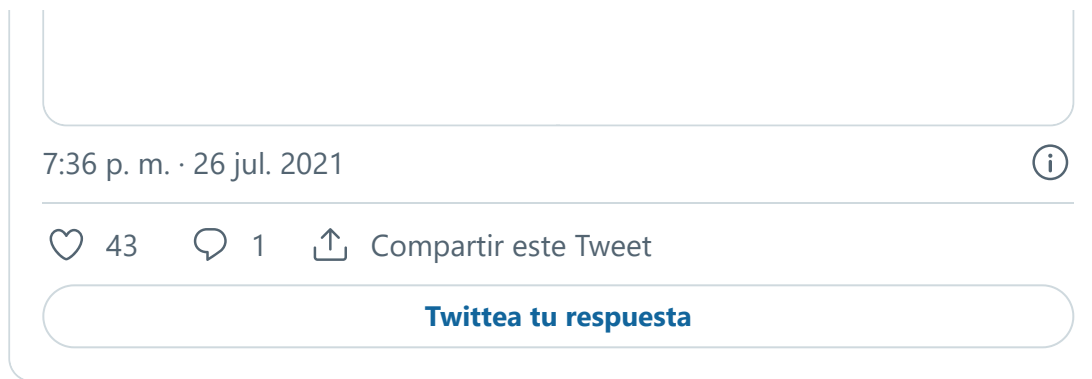 7:36 p. m. · 26 jul. 2021
43 1 Compartir este Tweet
Twittea tu respuesta